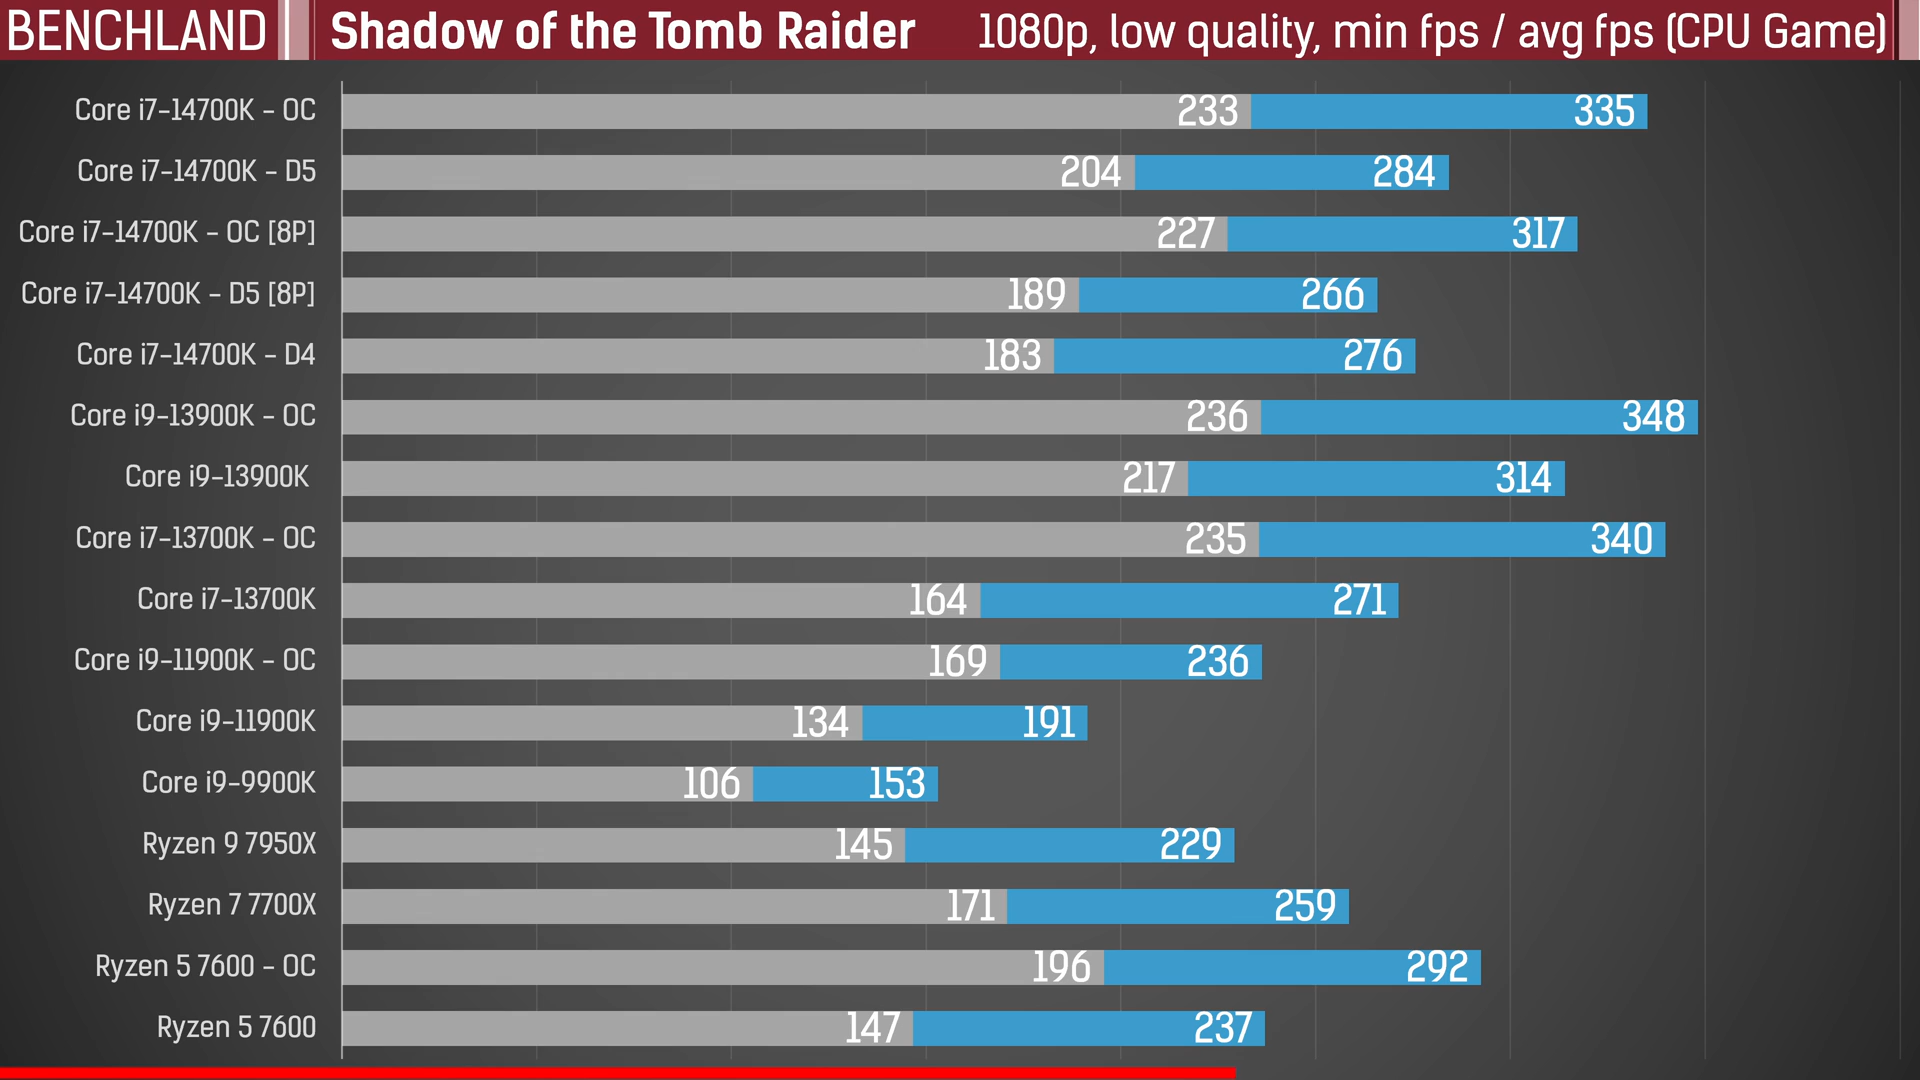 BENCHLAND Shadow of the Tomb Raider 1080p, low quality, min fps / avg fps (CPU Game)
Core i7-14700K - OC 233 335
Core i7-14700K - D5 204 284
Core i7-14700K - OC [8P] 227 317
Core i7-14700K - D5 [8P] 189 266
Core i7-14700K - D4 183 276
Core i9-13900K - OC 236 348
Core i9-13900K 217 314
Core i7-13700K - OC 235 340
Core i7-13700K 164 271
Core i9-11900K - OC 169 236
Core i9-11900K 134 191
Core i9-9900K 106 153
Ryzen 9 7950X 145 229
Ryzen 7 7700X 171 259
Ryzen 5 7600 - OC 196 292
Ryzen 5 7600 147 237